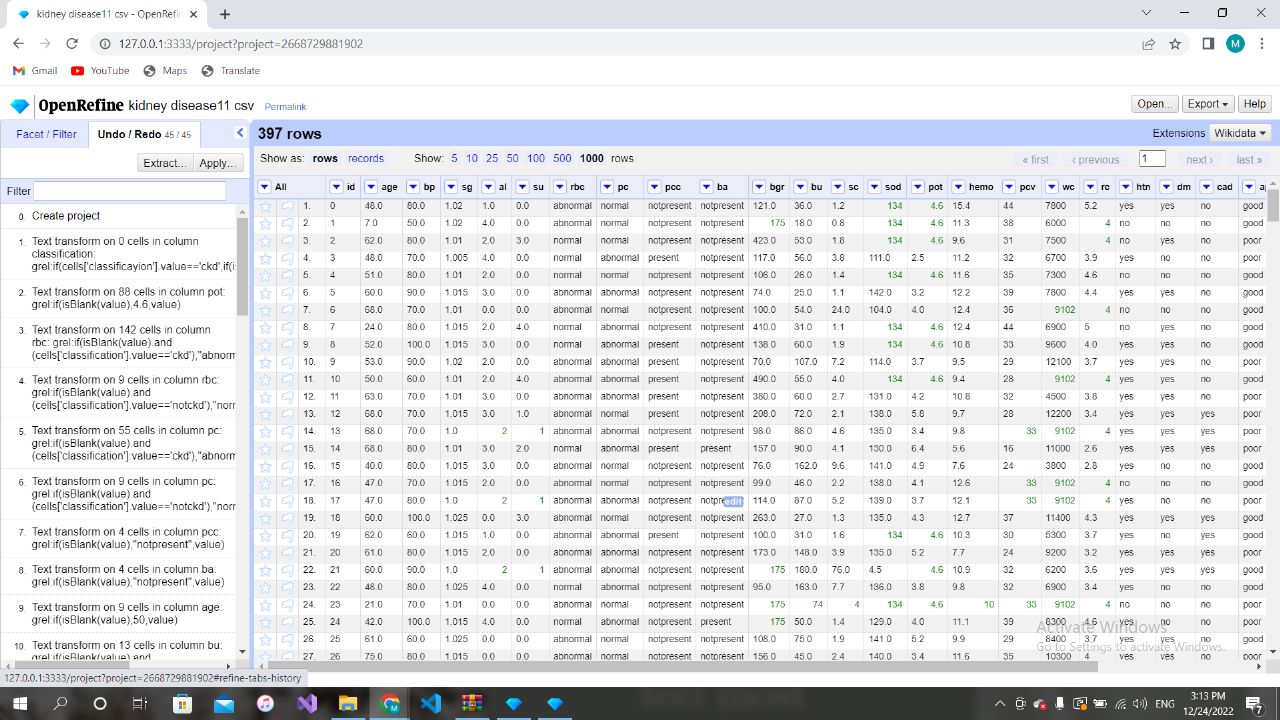 kidney disease11 csv - OpenRefin
127.0.0.1:3333/project?project=2668729881902
M
Gmail YouTube Maps Translate
OpenRefine kidney disease11 csv Permalink
Open... Export Help
Facet / Filter Undo / Redo 45 / 45
397 rows
Extensions Wikidata
Extract... Apply...
Show as: rows records Show: 5 10 25 50 100 500 1000 rows
« first ‹ previous 1 next › last »
Filter
0. Create project
1. Text transform on 0 cells in column
classification:
grel:if(cells['classificayion'].value=='ckd',if(is
2. Text transform on 88 cells in column pot:
grel:if(isBlank(value),4.6,value)
3. Text transform on 142 cells in column
rbc: grel:if(isBlank(value).and
(cells['classification'].value=='ckd'),"abnorm
4. Text transform on 9 cells in column rbc:
grel:if(isBlank(value).and
(cells['classification'].value=='notckd'),"norr
5. Text transform on 55 cells in column pc:
grel:if(isBlank(value).and
(cells['classification'].value=='ckd'),"abnorm
6. Text transform on 9 cells in column pc:
grel:if(isBlank(value).and
(cells['classification'].value=='notckd'),"norr
7. Text transform on 4 cells in column pcc:
grel:if(isBlank(value),"notpresent",value)
8. Text transform on 4 cells in column ba:
grel:if(isBlank(value),"notpresent",value)
9. Text transform on 9 cells in column age:
grel:if(isBlank(value),50,value)
10. Text transform on 13 cells in column bu:
grel:if(isBlank(value).and
All id age bp sg al su rbc pc pcc ba bgr bu sc sod pot hemo pcv wc rc htn dm cad a
1. 0 48.0 80.0 1.02 1.0 0.0 abnormal normal notpresent notpresent 121.0 36.0 1.2 134 4.6 15.4 44 7800 5.2 yes yes no good
2. 1 7.0 50.0 1.02 4.0 0.0 abnormal normal notpresent notpresent 175 18.0 0.8 134 4.6 11.3 38 6000 4 no no no good
3. 2 62.0 80.0 1.01 2.0 3.0 normal normal notpresent notpresent 423.0 53.0 1.8 134 4.6 9.6 31 7500 4 no yes no poor
4. 3 48.0 70.0 1.005 4.0 0.0 normal abnormal present notpresent 117.0 56.0 3.8 111.0 2.5 11.2 32 6700 3.9 yes no no poor
5. 4 51.0 80.0 1.01 2.0 0.0 normal normal notpresent notpresent 106.0 26.0 1.4 134 4.6 11.6 35 7300 4.6 no no no good
6. 5 60.0 90.0 1.015 3.0 0.0 abnormal abnormal notpresent notpresent 74.0 25.0 1.1 142.0 3.2 12.2 39 7800 4.4 yes yes no good
7. 6 68.0 70.0 1.01 0.0 0.0 abnormal normal notpresent notpresent 100.0 54.0 24.0 104.0 4.0 12.4 36 9102 4 no no no good
8. 7 24.0 80.0 1.015 2.0 4.0 normal abnormal notpresent notpresent 410.0 31.0 1.1 134 4.6 12.4 44 6900 5 no yes no good
9. 8 52.0 100.0 1.015 3.0 0.0 normal abnormal present notpresent 138.0 60.0 1.9 134 4.6 10.8 33 9600 4.0 yes yes no good
10. 9 53.0 90.0 1.02 2.0 0.0 abnormal abnormal present notpresent 70.0 107.0 7.2 114.0 3.7 9.5 29 12100 3.7 yes yes no poor
11. 10 50.0 60.0 1.01 2.0 4.0 abnormal abnormal present notpresent 490.0 55.0 4.0 134 4.6 9.4 28 9102 4 yes yes no good
12. 11 63.0 70.0 1.01 3.0 0.0 abnormal abnormal present notpresent 380.0 60.0 2.7 131.0 4.2 10.8 32 4500 3.8 yes yes no poor
13. 12 68.0 70.0 1.015 3.0 1.0 abnormal normal present notpresent 208.0 72.0 2.1 138.0 5.8 9.7 28 12200 3.4 yes yes yes poor
14. 13 68.0 70.0 1.0 2 1 abnormal normal notpresent notpresent 98.0 86.0 4.6 135.0 3.4 9.8 33 9102 4 yes yes yes poor
15. 14 68.0 80.0 1.01 3.0 2.0 normal abnormal present present 157.0 90.0 4.1 130.0 6.4 5.6 16 11000 2.6 yes yes yes poor
16. 15 40.0 80.0 1.015 3.0 0.0 abnormal normal notpresent notpresent 76.0 162.0 9.6 141.0 4.9 7.6 24 3800 2.8 yes no no good
17. 16 47.0 70.0 1.015 2.0 0.0 abnormal normal notpresent notpresent 99.0 46.0 2.2 138.0 4.1 12.6 33 9102 4 no no no good
18. 17 47.0 80.0 1.0 2 1 abnormal abnormal notpresent notpre edit 114.0 87.0 5.2 139.0 3.7 12.1 33 9102 4 yes no no poor
19. 18 60.0 100.0 1.025 0.0 3.0 abnormal normal notpresent notpresent 263.0 27.0 1.3 135.0 4.3 12.7 37 11400 4.3 yes yes yes good
20. 19 62.0 60.0 1.015 1.0 0.0 abnormal abnormal present notpresent 100.0 31.0 1.6 134 4.6 10.3 30 5300 3.7 yes no yes good
21. 20 61.0 80.0 1.015 2.0 0.0 abnormal abnormal notpresent notpresent 173.0 148.0 3.9 135.0 5.2 7.7 24 9200 3.2 yes yes yes poor
22. 21 60.0 90.0 1.0 2 1 abnormal abnormal notpresent notpresent 175 180.0 76.0 4.5 4.6 10.9 32 6200 3.6 yes yes yes good
23. 22 48.0 80.0 1.025 4.0 0.0 normal abnormal notpresent notpresent 95.0 163.0 7.7 136.0 3.8 9.8 32 6900 3.4 yes no no good
24. 23 21.0 70.0 1.01 0.0 0.0 abnormal normal notpresent notpresent 175 74 4 134 4.6 10 33 9102 4 no no no poor
25. 24 42.0 100.0 1.015 4.0 0.0 normal abnormal notpresent present 175 50.0 1.4 129.0 4.0 11.1 39 8300 4.6 yes no no poor
26. 25 61.0 60.0 1.025 0.0 0.0 abnormal normal notpresent notpresent 108.0 75.0 1.9 141.0 5.2 9.9 29 8400 3.7 yes yes no good
27. 26 75.0 80.0 1.015 0.0 0.0 abnormal normal notpresent notpresent 156.0 45.0 2.4 140.0 3.4 11.6 35 10300 4 yes yes no poor
Activate Windows
Go to Settings to activate Windows.
127.0.0.1:3333/project?project=2668729881902#refine-tabs-history
ENG
3:13 PM
12/24/2022